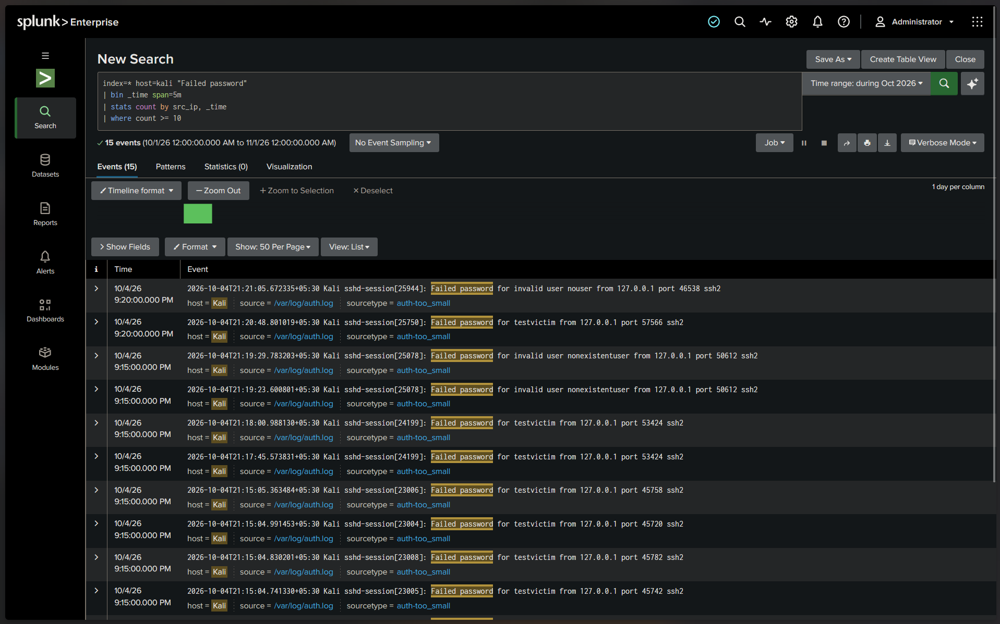 splunk> Enterprise
Administrator
New Search
Save As
Create Table View
Close
index=* host=kali "Failed password"
| bin _time span=5m
| stats count by src_ip, _time
| where count >= 10
Time range: during Oct 2026
15 events (10/1/26 12:00:00.000 AM to 11/1/26 12:00:00.000 AM)
No Event Sampling
Job
Verbose Mode
Search
Datasets
Reports
Alerts
Dashboards
Modules
Events (15)
Patterns
Statistics (0)
Visualization
Timeline format
— Zoom Out
+ Zoom to Selection
× Deselect
1 day per column
> Show Fields
Format
Show: 50 Per Page
View: List
i
Time
Event
10/4/26
9:20:00.000 PM
2026-10-04T21:21:05.672335+05:30 Kali sshd-session[25944]: Failed password for invalid user nouser from 127.0.0.1 port 46538 ssh2
host = Kali source = /var/log/auth.log sourcetype = auth-too_small
10/4/26
9:20:00.000 PM
2026-10-04T21:20:48.801019+05:30 Kali sshd-session[25750]: Failed password for testvictim from 127.0.0.1 port 57566 ssh2
host = Kali source = /var/log/auth.log sourcetype = auth-too_small
10/4/26
9:15:00.000 PM
2026-10-04T21:19:29.783203+05:30 Kali sshd-session[25078]: Failed password for invalid user nonexistentuser from 127.0.0.1 port 50612 ssh2
host = Kali source = /var/log/auth.log sourcetype = auth-too_small
10/4/26
9:15:00.000 PM
2026-10-04T21:19:23.600801+05:30 Kali sshd-session[25078]: Failed password for invalid user nonexistentuser from 127.0.0.1 port 50612 ssh2
host = Kali source = /var/log/auth.log sourcetype = auth-too_small
10/4/26
9:15:00.000 PM
2026-10-04T21:18:00.988130+05:30 Kali sshd-session[24199]: Failed password for testvictim from 127.0.0.1 port 53424 ssh2
host = Kali source = /var/log/auth.log sourcetype = auth-too_small
10/4/26
9:15:00.000 PM
2026-10-04T21:17:45.573831+05:30 Kali sshd-session[24199]: Failed password for testvictim from 127.0.0.1 port 53424 ssh2
host = Kali source = /var/log/auth.log sourcetype = auth-too_small
10/4/26
9:15:00.000 PM
2026-10-04T21:15:05.363484+05:30 Kali sshd-session[23006]: Failed password for testvictim from 127.0.0.1 port 45758 ssh2
host = Kali source = /var/log/auth.log sourcetype = auth-too_small
10/4/26
9:15:00.000 PM
2026-10-04T21:15:04.991453+05:30 Kali sshd-session[23004]: Failed password for testvictim from 127.0.0.1 port 45720 ssh2
host = Kali source = /var/log/auth.log sourcetype = auth-too_small
10/4/26
9:15:00.000 PM
2026-10-04T21:15:04.830201+05:30 Kali sshd-session[23008]: Failed password for testvictim from 127.0.0.1 port 45782 ssh2
host = Kali source = /var/log/auth.log sourcetype = auth-too_small
10/4/26
9:15:00.000 PM
2026-10-04T21:15:04.741330+05:30 Kali sshd-session[23005]: Failed password for testvictim from 127.0.0.1 port 45742 ssh2
host = Kali source = /var/log/auth.log sourcetype = auth-too_small